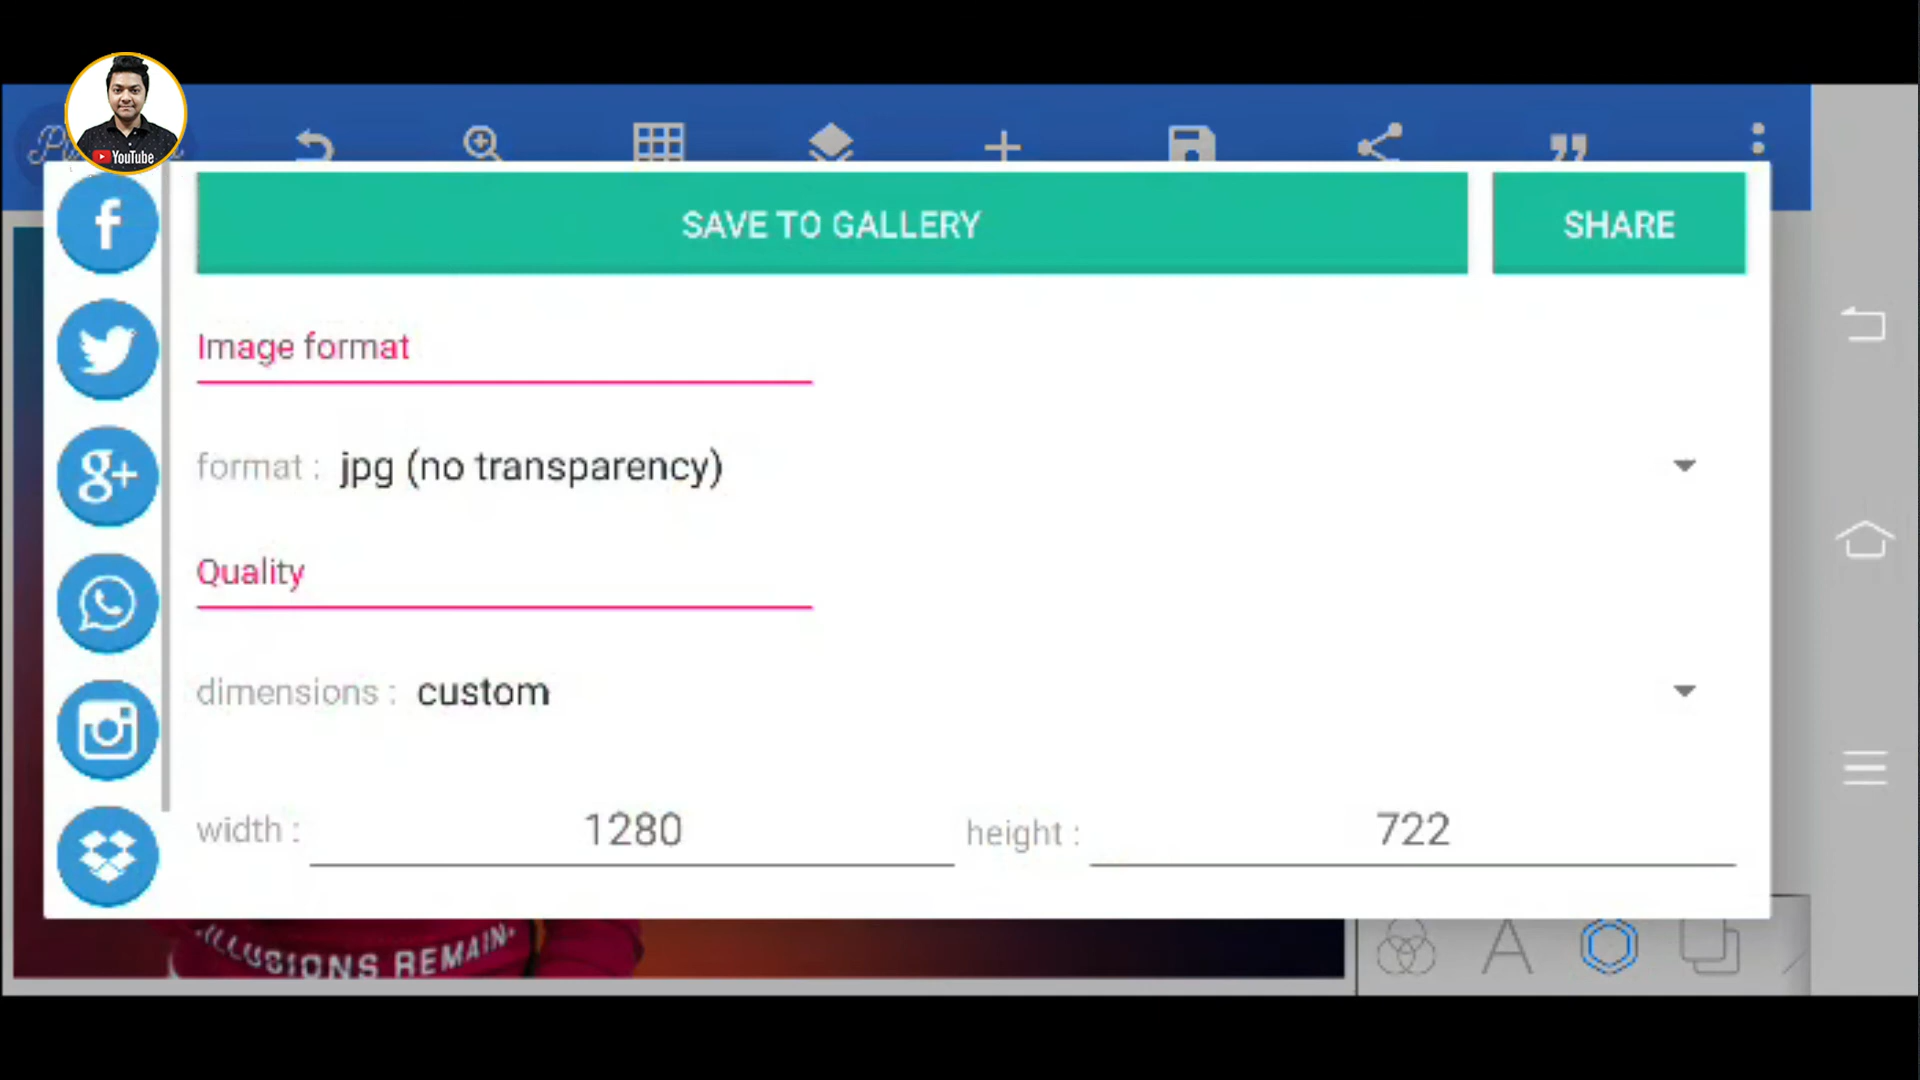 YouTube
SAVE TO GALLERY
SHARE
Image format
format : jpg (no transparency)
Quality
dimensions : custom
width : 1280 height : 722
ILLUSIONS REMAIN